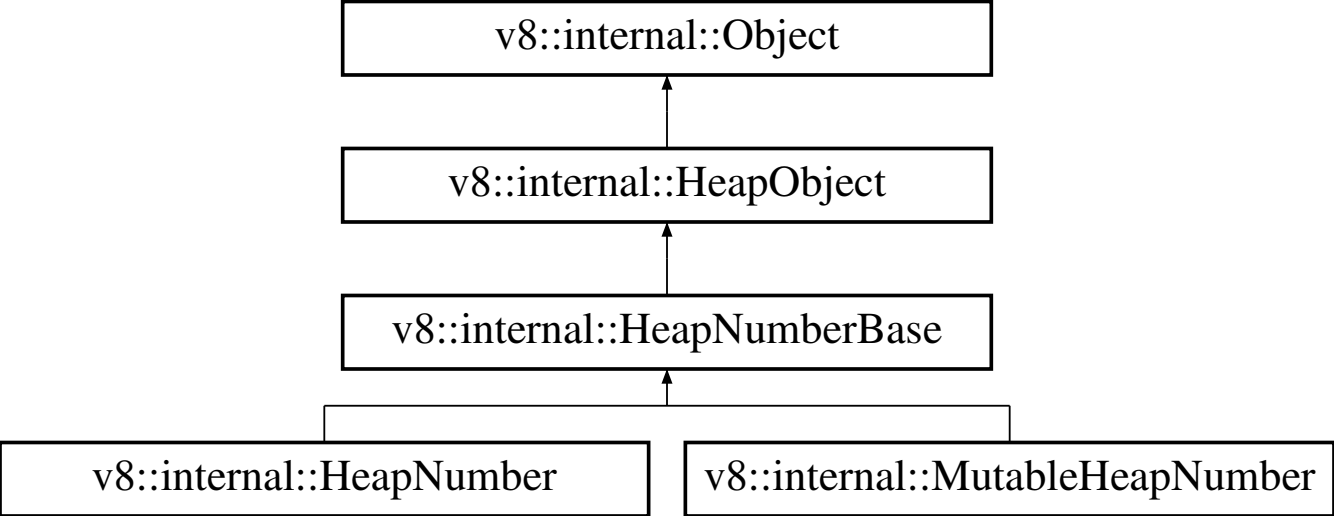 v8::internal::Object
v8::internal::HeapObject
v8::internal::HeapNumberBase
v8::internal::HeapNumber
v8::internal::MutableHeapNumber